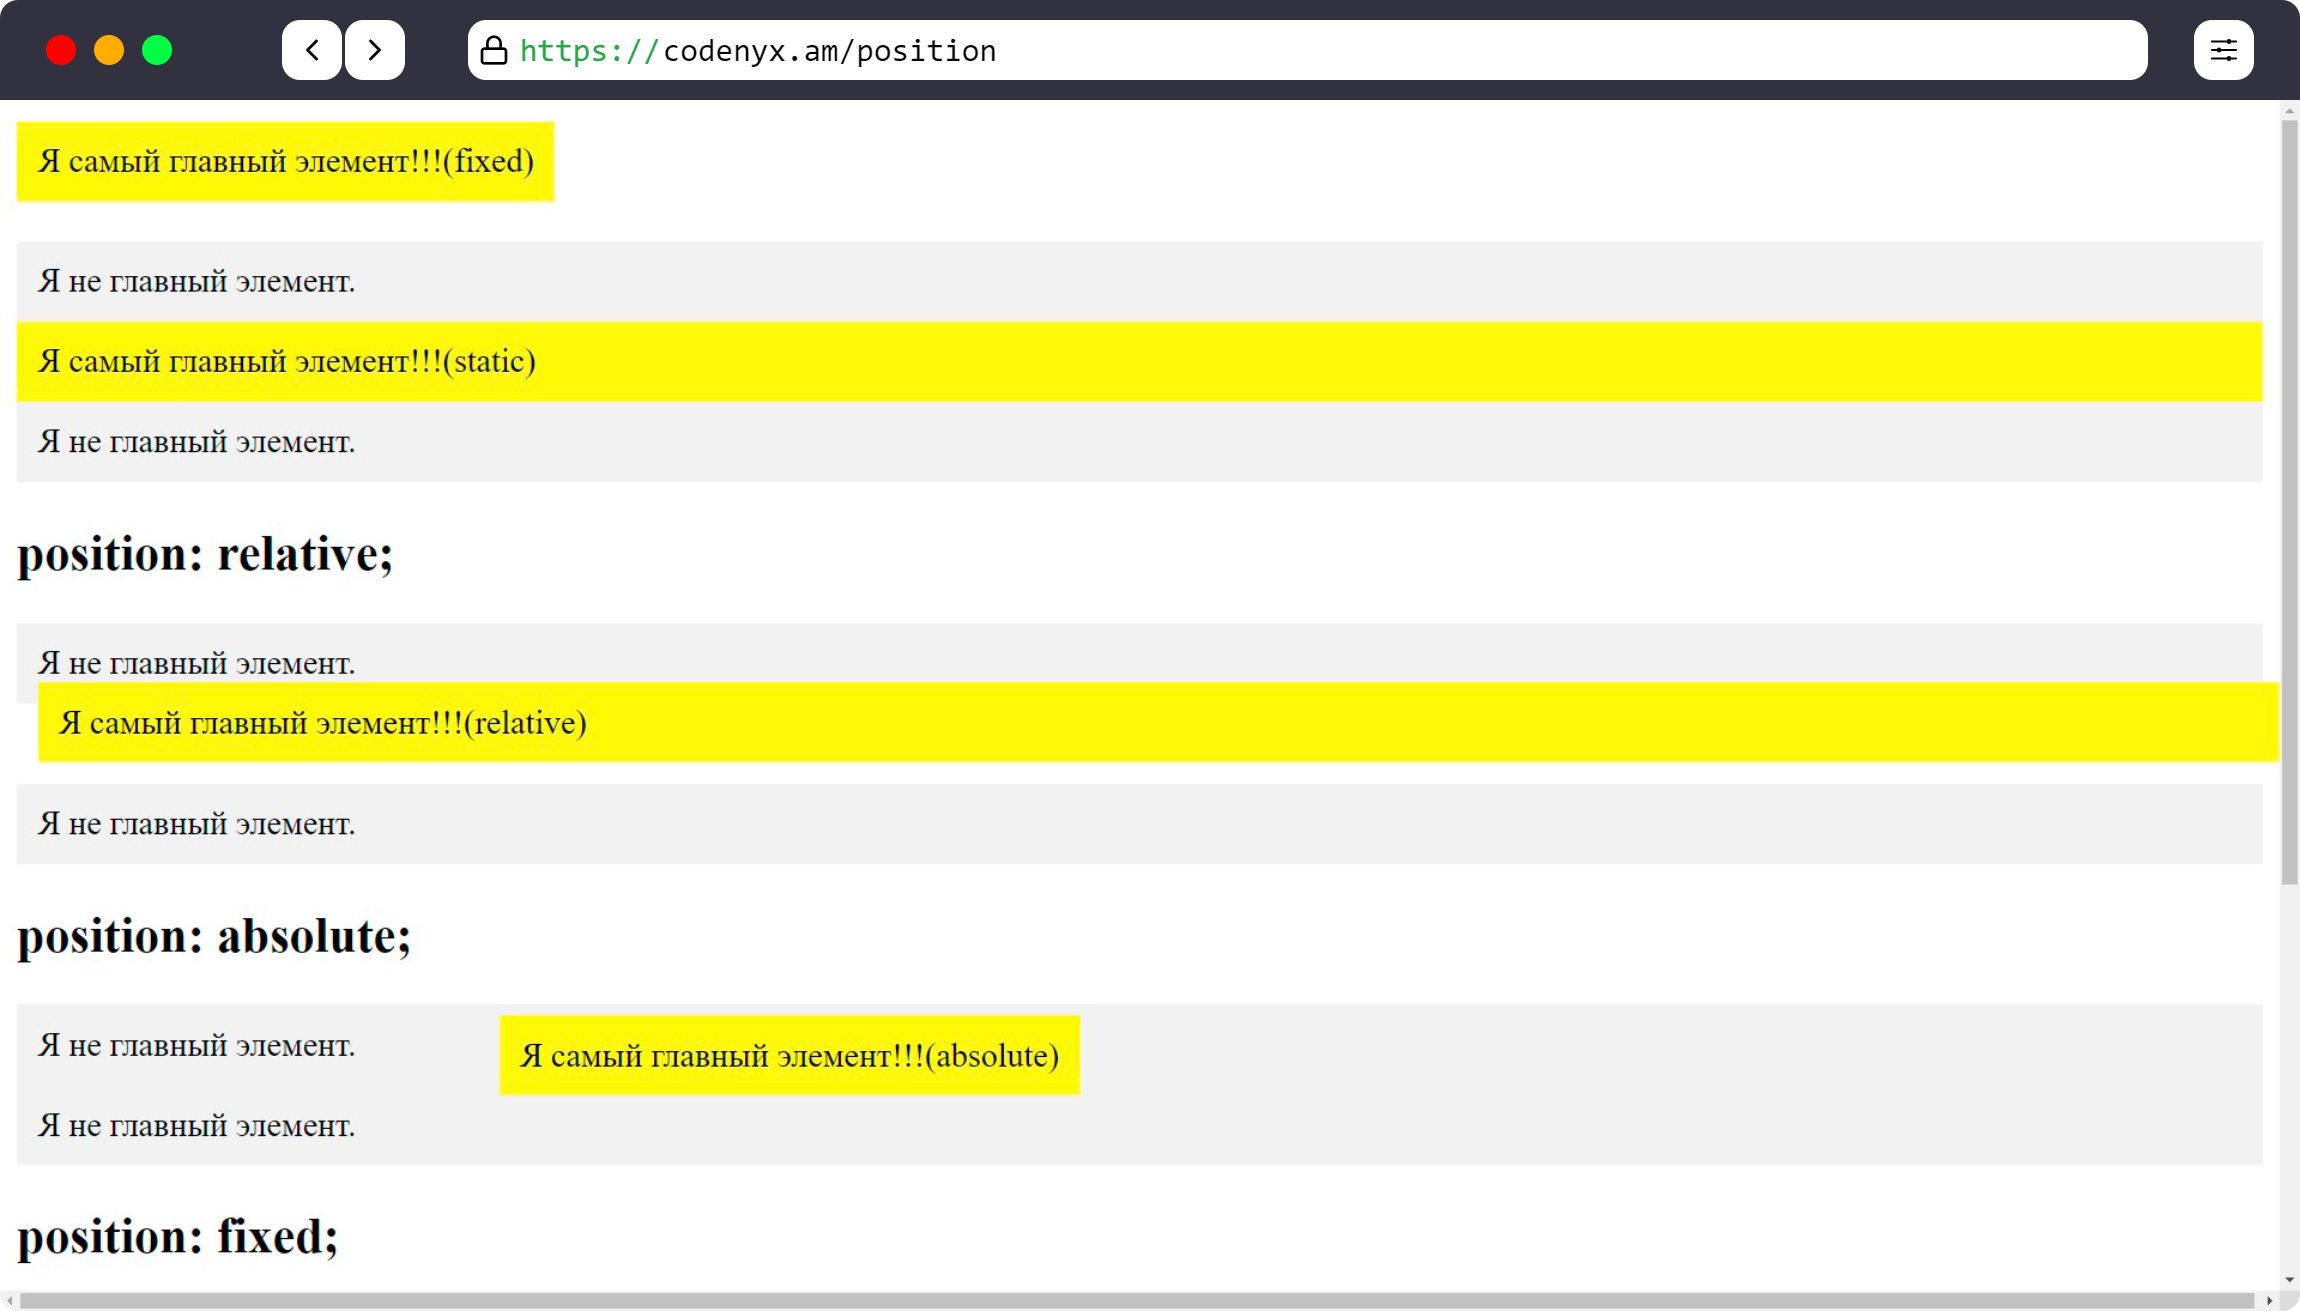 https://codenyx.am/position
Я самый главный элемент!!!(fixed)
Я не главный элемент.
Я самый главный элемент!!!(static)
Я не главный элемент.
position: relative;
Я не главный элемент.
Я самый главный элемент!!!(relative)
Я не главный элемент.
position: absolute;
Я не главный элемент.
Я самый главный элемент!!!(absolute)
Я не главный элемент.
position: fixed;